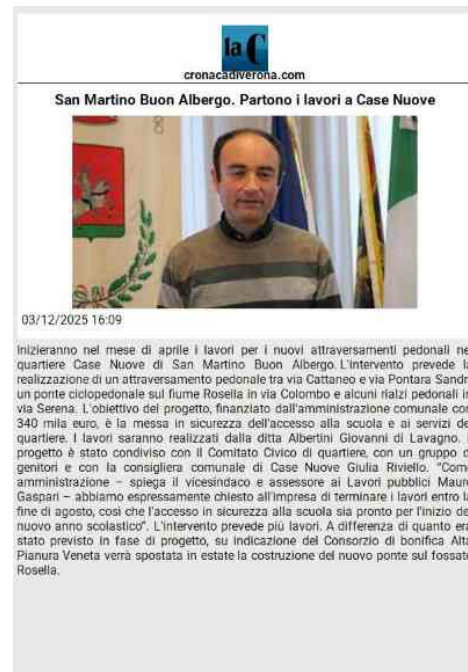 la C
cronacadiverona.com
San Martino Buon Albergo. Partono i lavori a Case Nuove
03/12/2025 16:09
Inizieranno nel mese di aprile i lavori per i nuovi attraversamenti pedonali ne
quartiere Case Nuove di San Martino Buon Albergo. L'intervento prevede la
realizzazione di un attraversamento pedonale tra via Cattaneo e via Pontara Sandri
un ponte ciclopedonale sul fiume Rosella in via Colombo e alcuni rialzi pedonali in
via Serena. L'obiettivo del progetto, finanziato dall'amministrazione comunale con
340 mila euro, è la messa in sicurezza dell'accesso alla scuola e ai servizi de
quartiere. I lavori saranno realizzati dalla ditta Albertini Giovanni di Lavagno.
progetto è stato condiviso con il Comitato Civico di quartiere, con un gruppo d
genitori e con la consigliera comunale di Case Nuove Giulia Riviello. "Com
amministrazione – spiega il vicesindaco e assessore ai Lavori pubblici Maur
Gaspari – abbiamo espressamente chiesto all'impresa di terminare i lavori entro la
fine di agosto, così che l'accesso in sicurezza alla scuola sia pronto per l'inizio de
nuovo anno scolastico". L'intervento prevede più lavori. A differenza di quanto era
stato previsto in fase di progetto, su indicazione del Consorzio di bonifica Alta
Pianura Veneta verrà spostata in estate la costruzione del nuovo ponte sul fossato
Rosella.